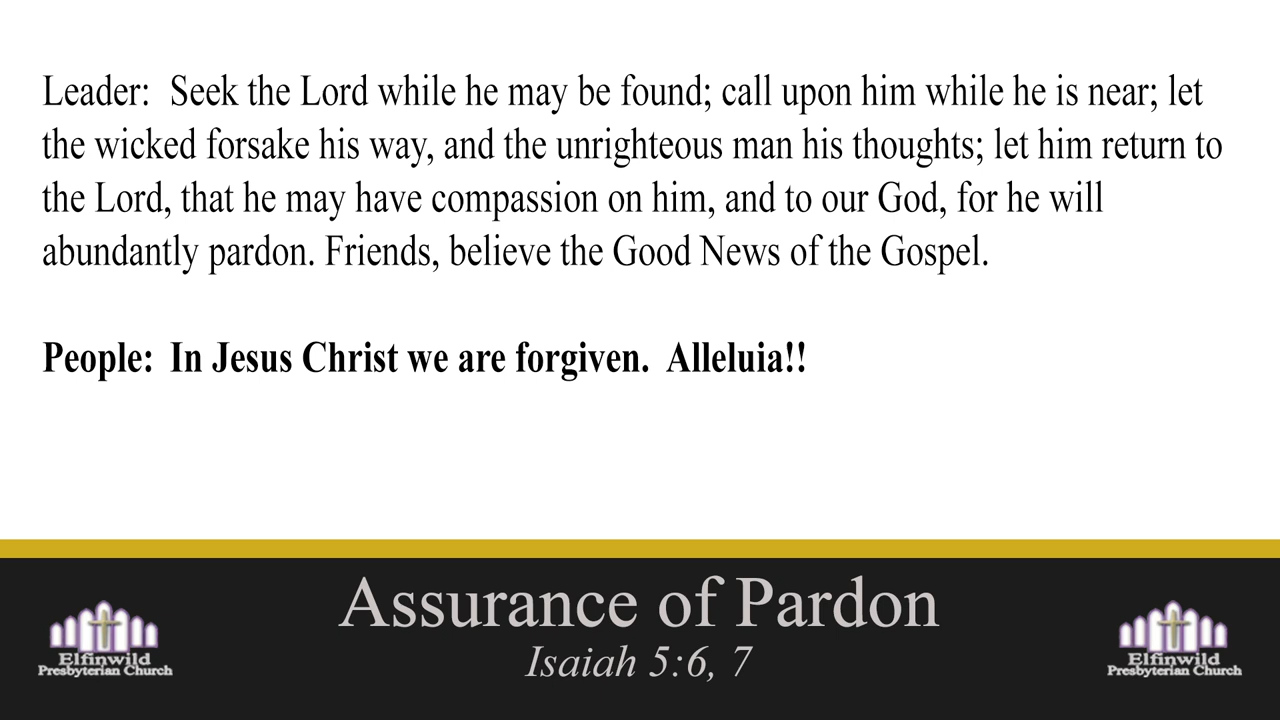 Leader:  Seek the Lord while he may be found; call upon him while he is near; let
the wicked forsake his way, and the unrighteous man his thoughts; let him return to
the Lord, that he may have compassion on him, and to our God, for he will
abundantly pardon. Friends, believe the Good News of the Gospel.
People:  In Jesus Christ we are forgiven.  Alleluia!!
Assurance of Pardon
Isaiah 5:6, 7
Elfinwild
Presbyterian Church
Elfinwild
Presbyterian Church